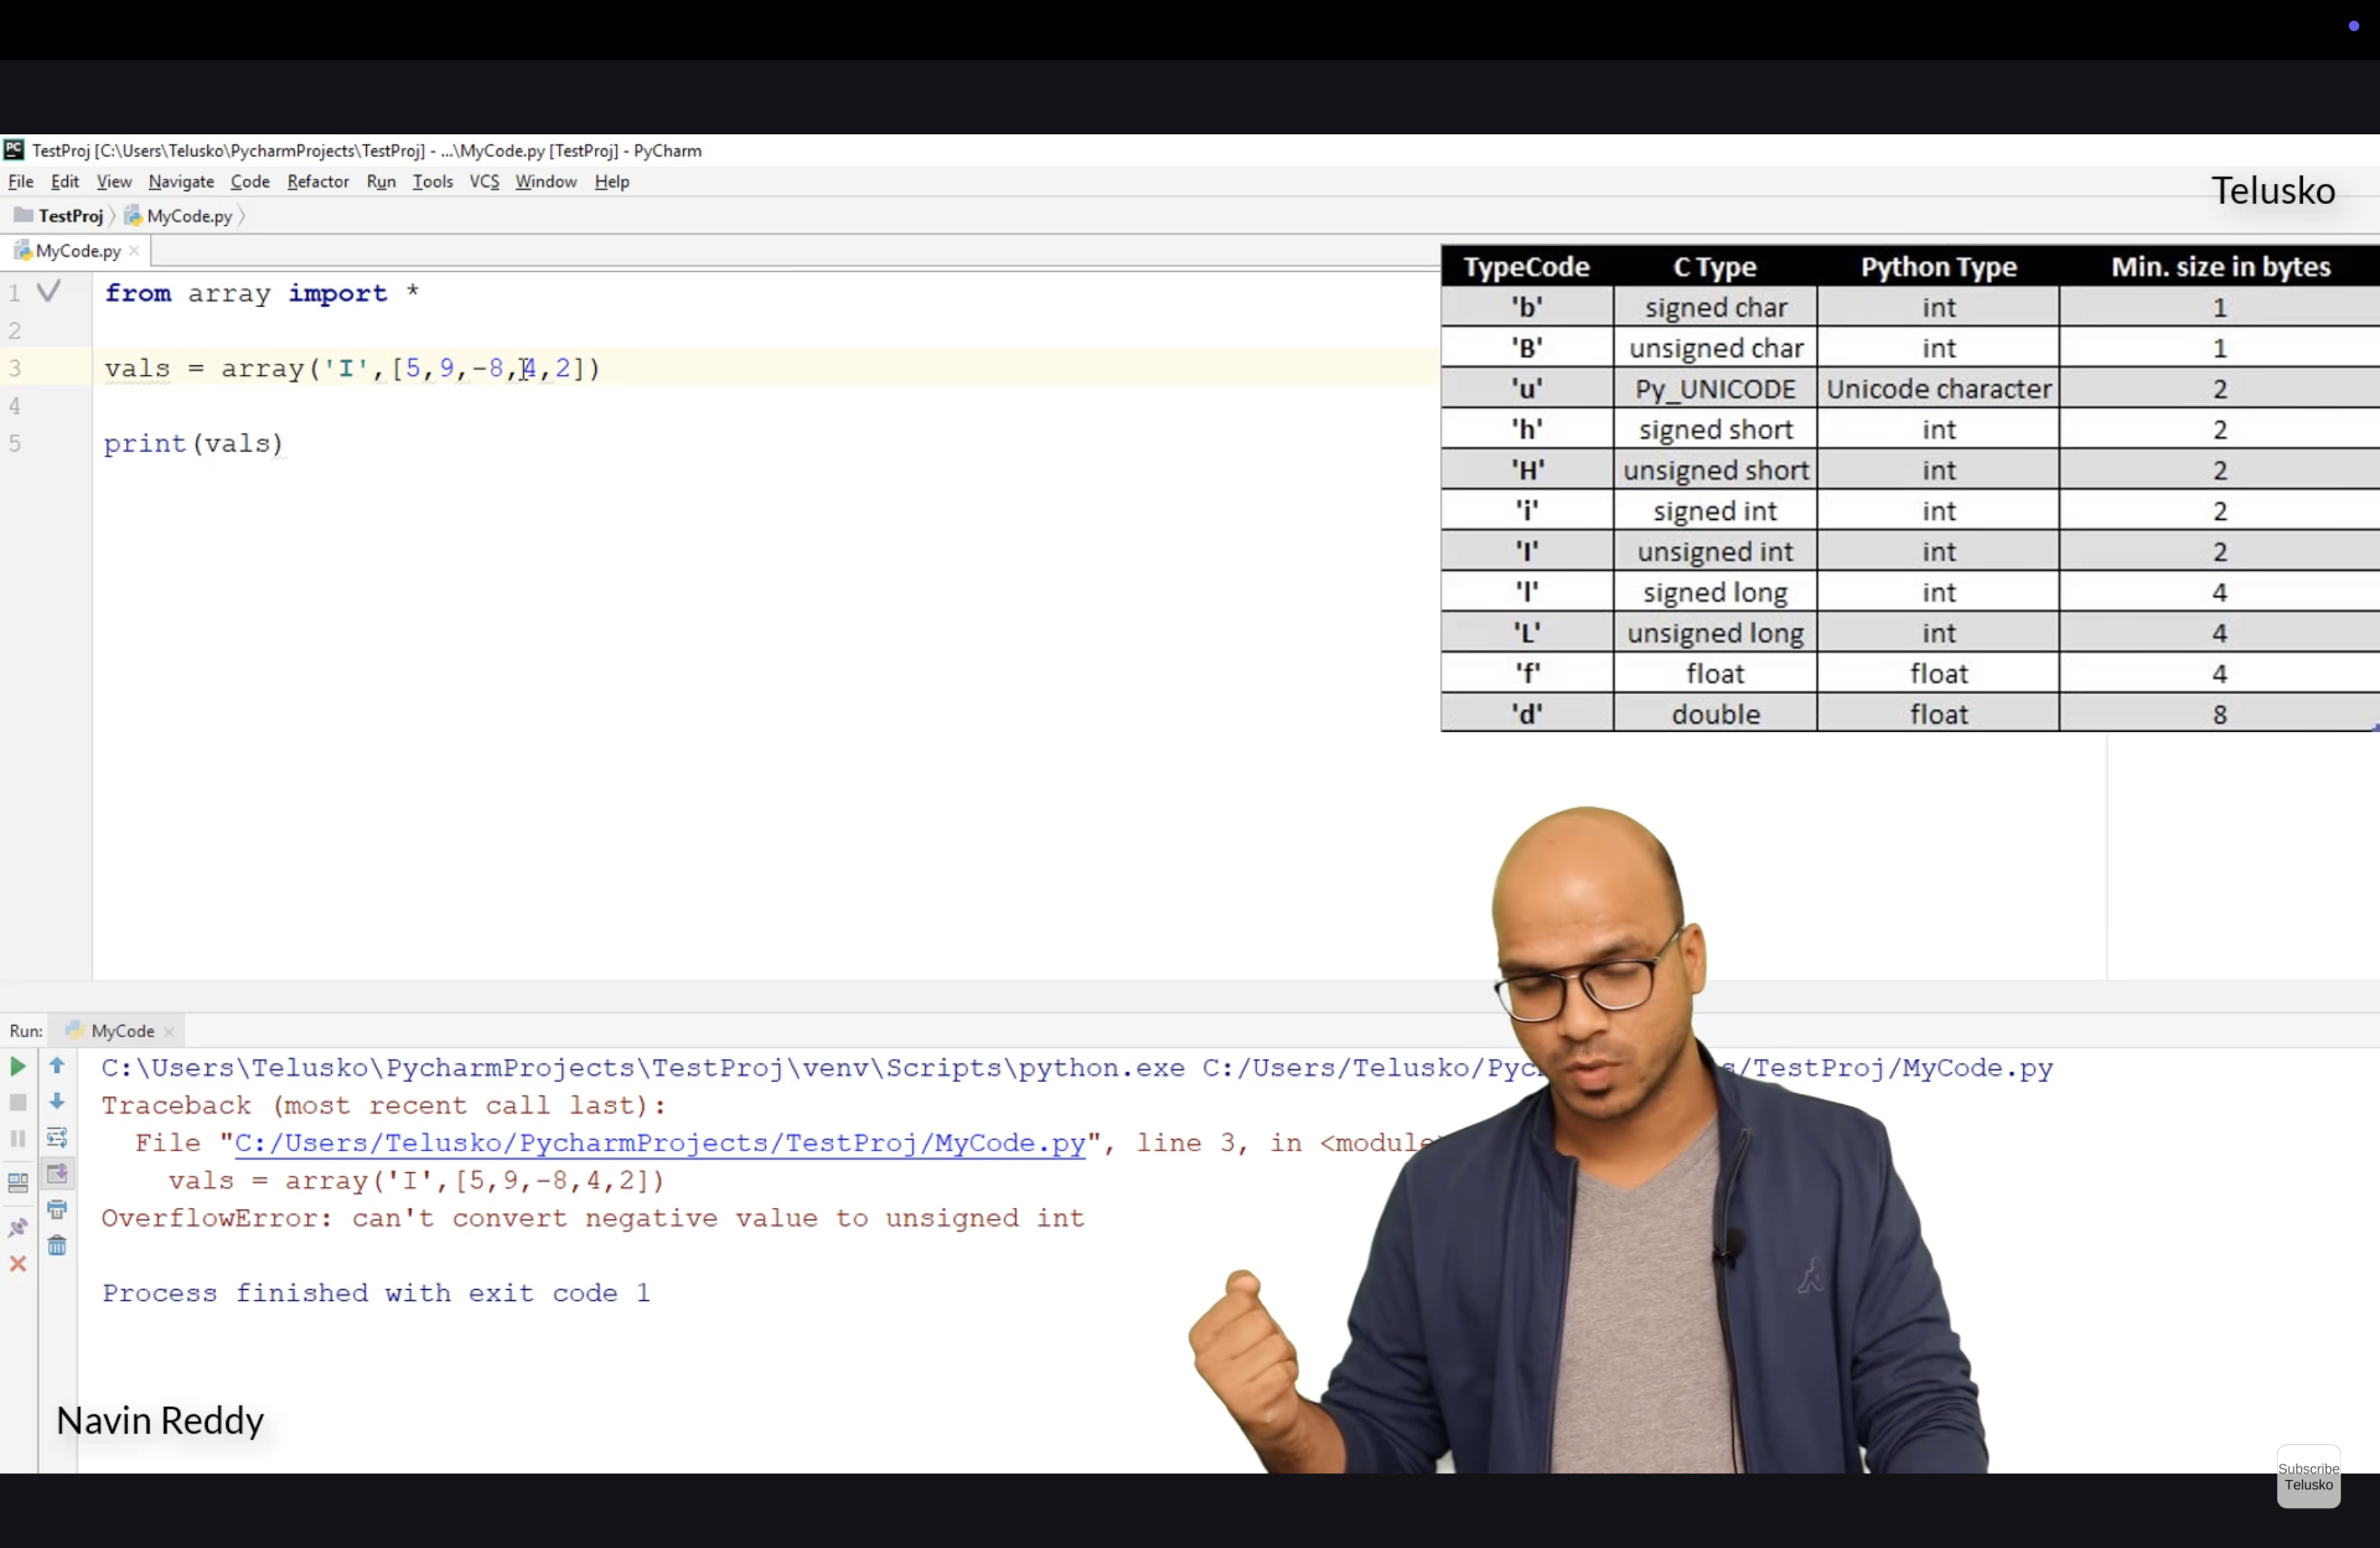 TestProj [C:\Users\Telusko\PycharmProjects\TestProj] - ...\MyCode.py [TestProj] - PyCharm
File Edit View Navigate Code Refactor Run Tools VCS Window Help
Telusko
TestProj MyCode.py
MyCode.py
1 from array import *
2
3 vals = array('I',[5,9,-8,4,2])
4
5 print(vals)
TypeCode C Type Python Type Min. size in bytes
'b' signed char int 1
'B' unsigned char int 1
'u' Py_UNICODE Unicode character 2
'h' signed short int 2
'H' unsigned short int 2
'i' signed int int 2
'I' unsigned int int 2
'l' signed long int 4
'L' unsigned long int 4
'f' float float 4
'd' double float 8
Run: MyCode
C:\Users\Telusko\PycharmProjects\TestProj\venv\Scripts\python.exe C:/Users/Telusko/Pyc s/TestProj/MyCode.py
Traceback (most recent call last):
File "C:/Users/Telusko/PycharmProjects/TestProj/MyCode.py", line 3, in <module
vals = array('I',[5,9,-8,4,2])
OverflowError: can't convert negative value to unsigned int
Process finished with exit code 1
Navin Reddy
Subscribe
Telusko